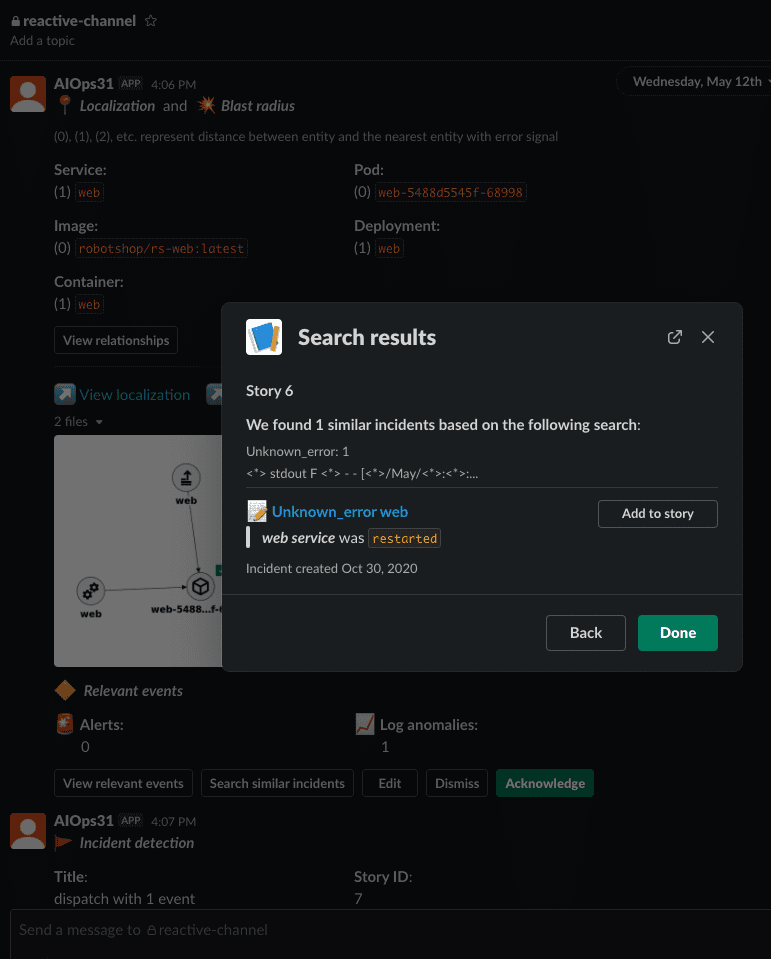 reactive-channel
Add a topic
Wednesday, May 12th
AIOps31 APP 4:06 PM
Localization and Blast radius
(0), (1), (2), etc. represent distance between entity and the nearest entity with error signal
Service:
(1) web
Pod:
(0) web-5488d5545f-68998
Image:
(0) robotshop/rs-web:latest
Deployment:
(1) web
Container:
(1) web
View relationships
View localization
2 files
web
web
web-5488...f-6
Search results
Story 6
We found 1 similar incidents based on the following search:
Unknown_error: 1
<*> stdout F <*> - - [<*>/May/<*>:<*>:...
Unknown_error web
Add to story
web service was restarted
Incident created Oct 30, 2020
Back
Done
Relevant events
Alerts:
0
Log anomalies:
1
View relevant events
Search similar incidents
Edit
Dismiss
Acknowledge
AIOps31 APP 4:07 PM
Incident detection
Title:
dispatch with 1 event
Story ID:
7
Send a message to reactive-channel